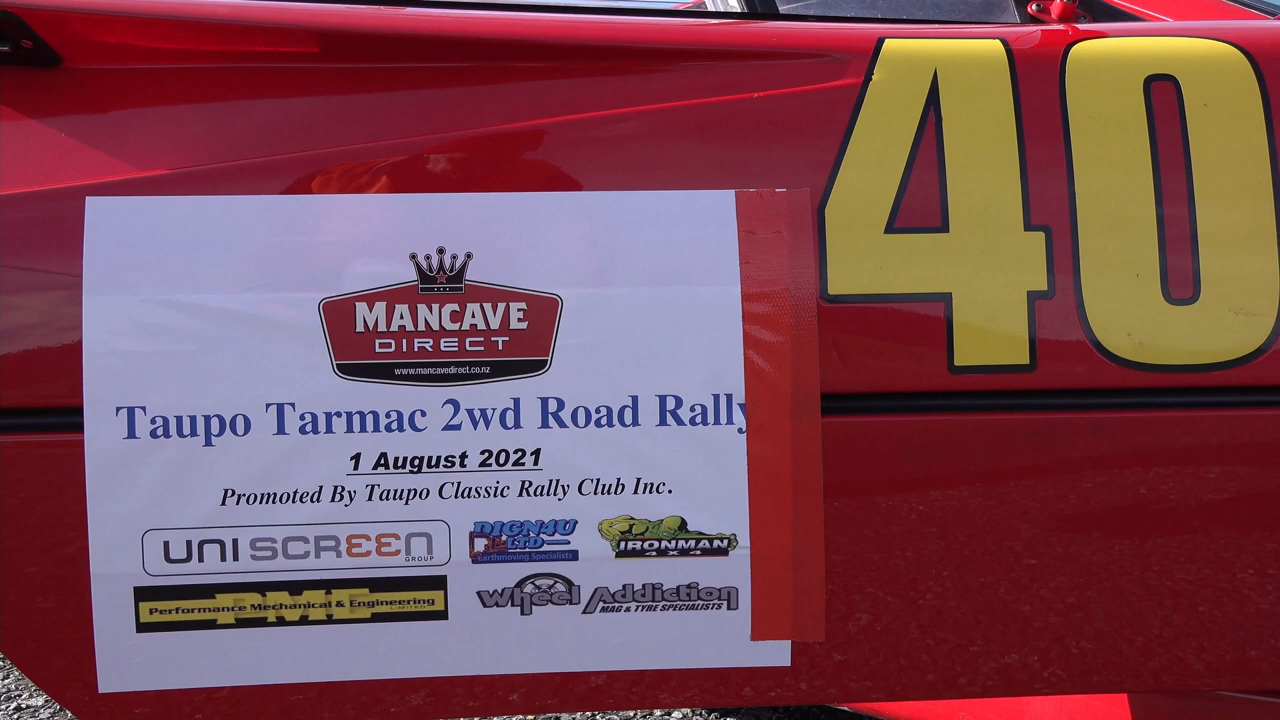 40
MANCAVE
DIRECT
www.mancavedirect.co.nz
Taupo Tarmac 2wd Road Rally
1 August 2021
Promoted By Taupo Classic Rally Club Inc.
UNISCREEN
GROUP
DIGN4U
LTD
Earthmoving Specialists
IRONMAN
4X4
PME
Performance Mechanical & Engineering
LIMITED
Wheel Addiction
MAG & TYRE SPECIALISTS